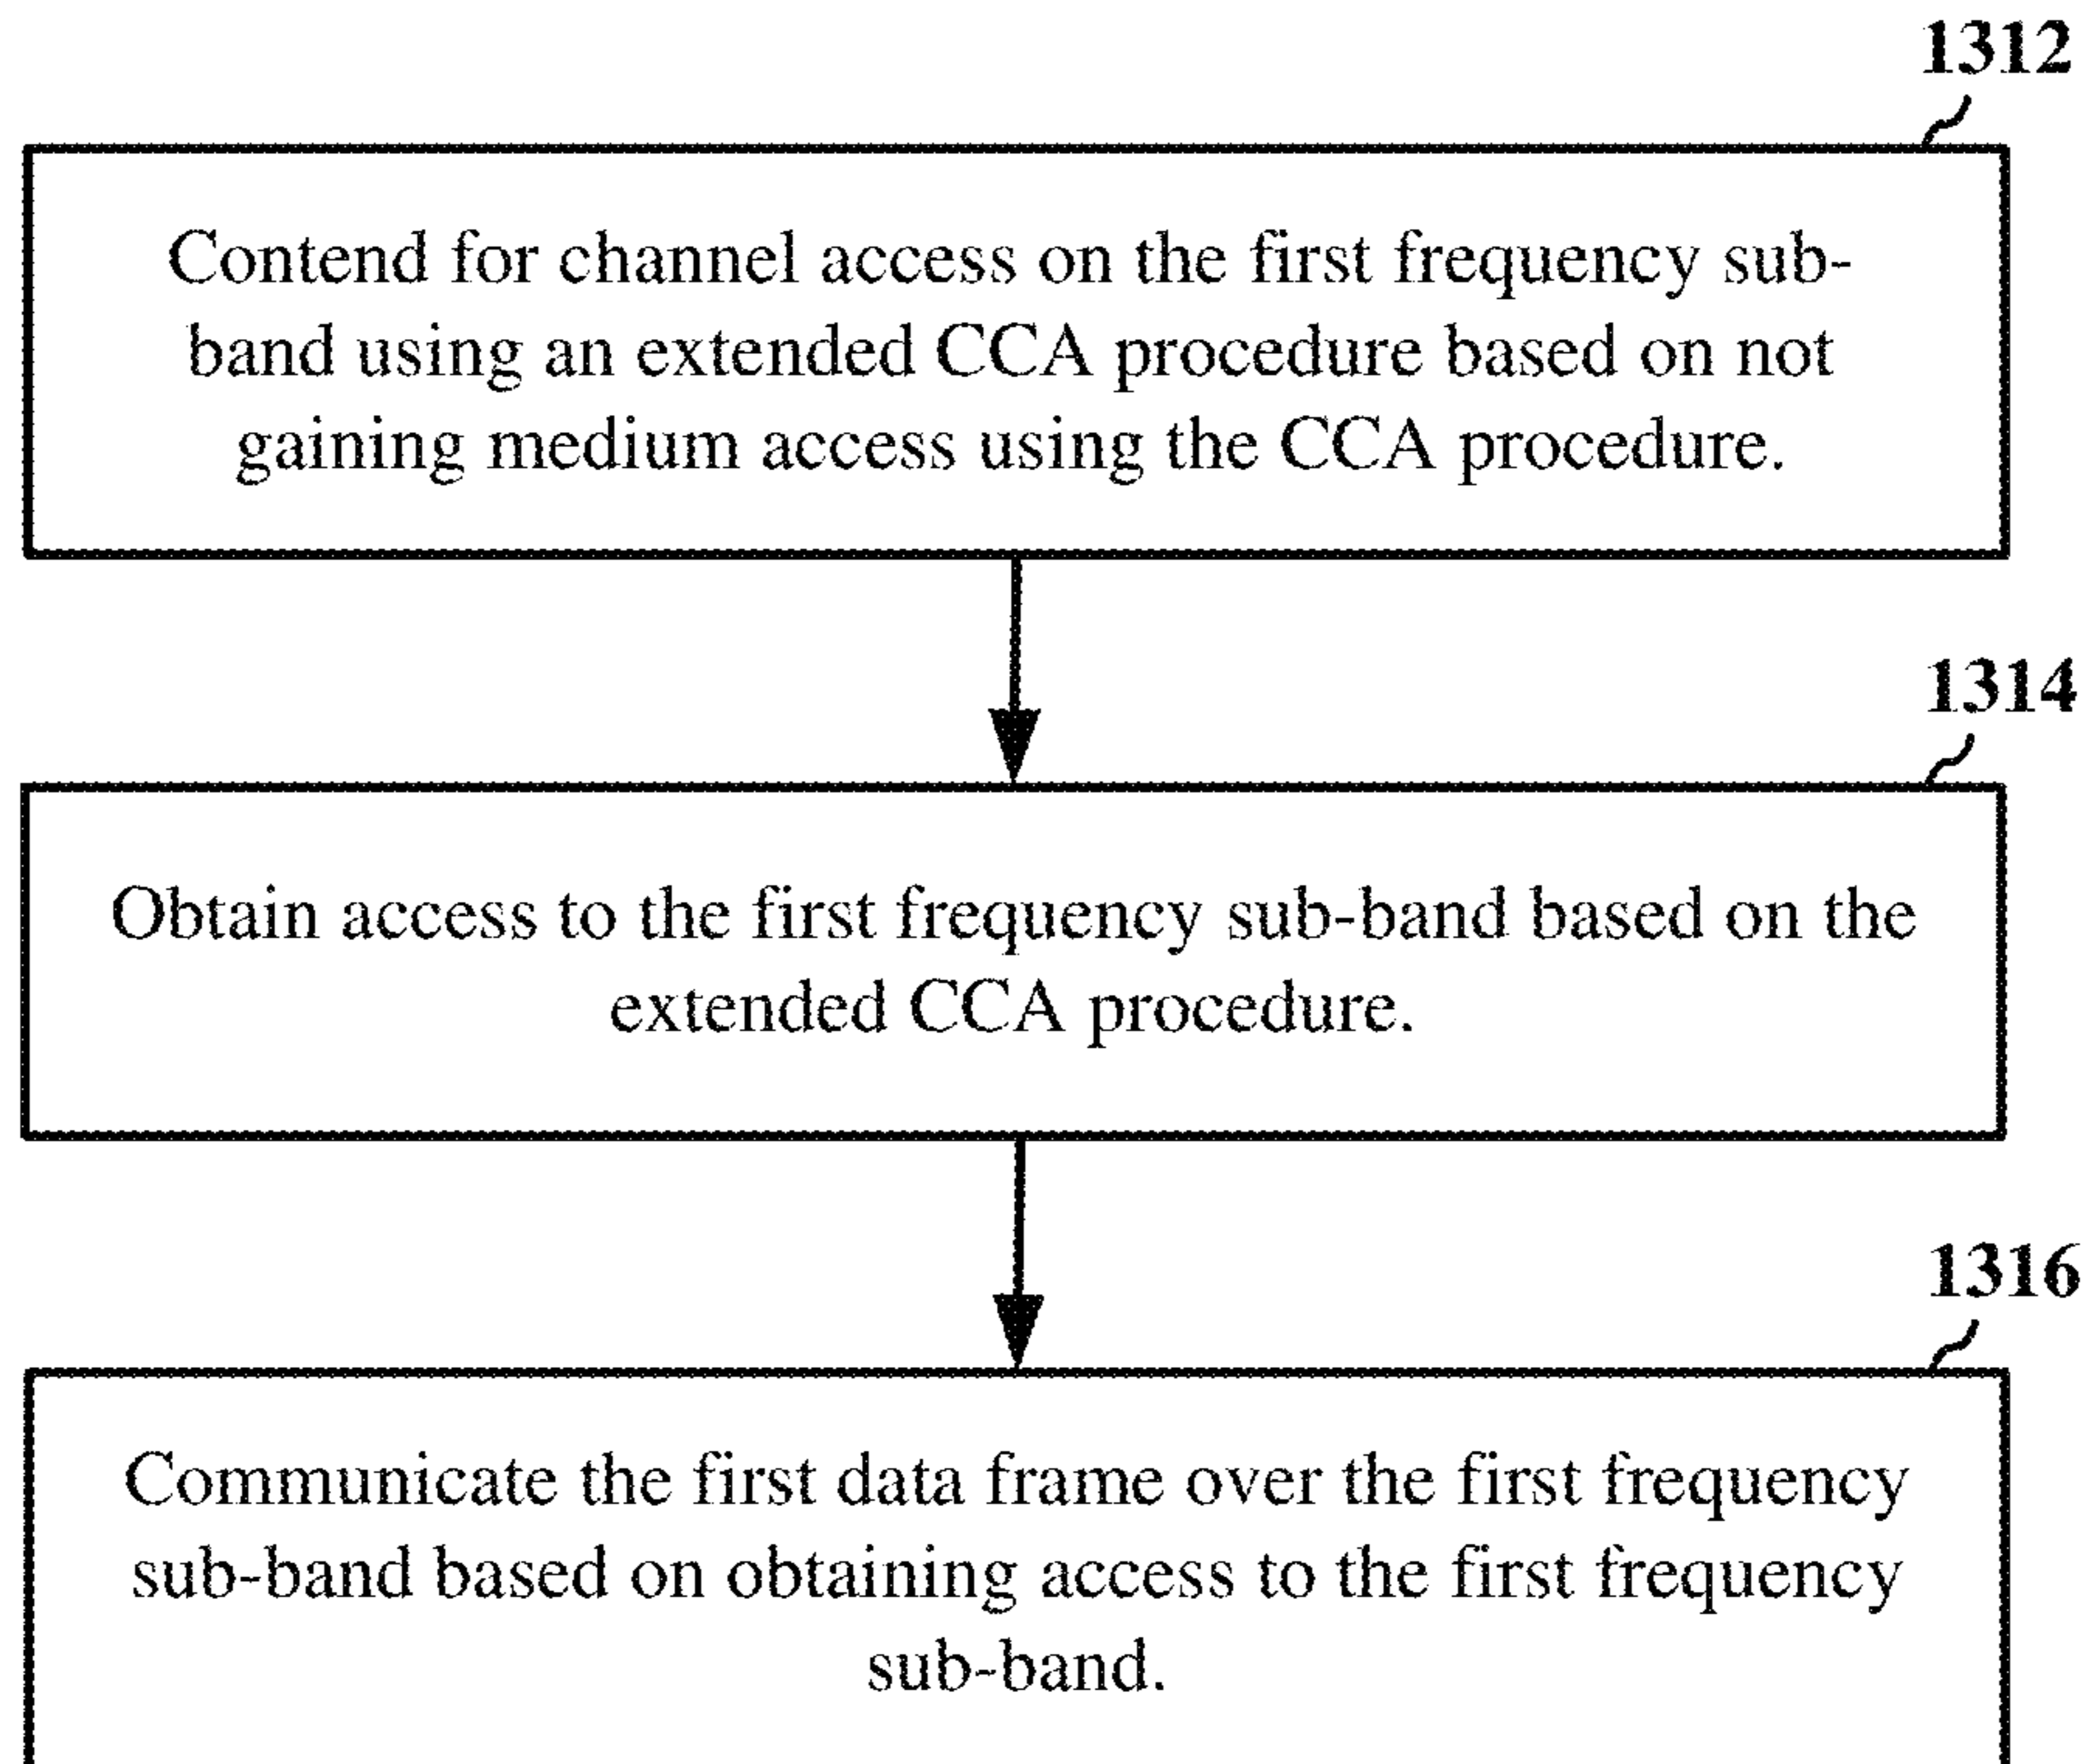 1312
Contend for channel access on the first frequency sub-
band using an extended CCA procedure based on not
gaining medium access using the CCA procedure.
1314
Obtain access to the first frequency sub-band based on the
extended CCA procedure.
1316
Communicate the first data frame over the first frequency
sub-band based on obtaining access to the first frequency
sub-band.